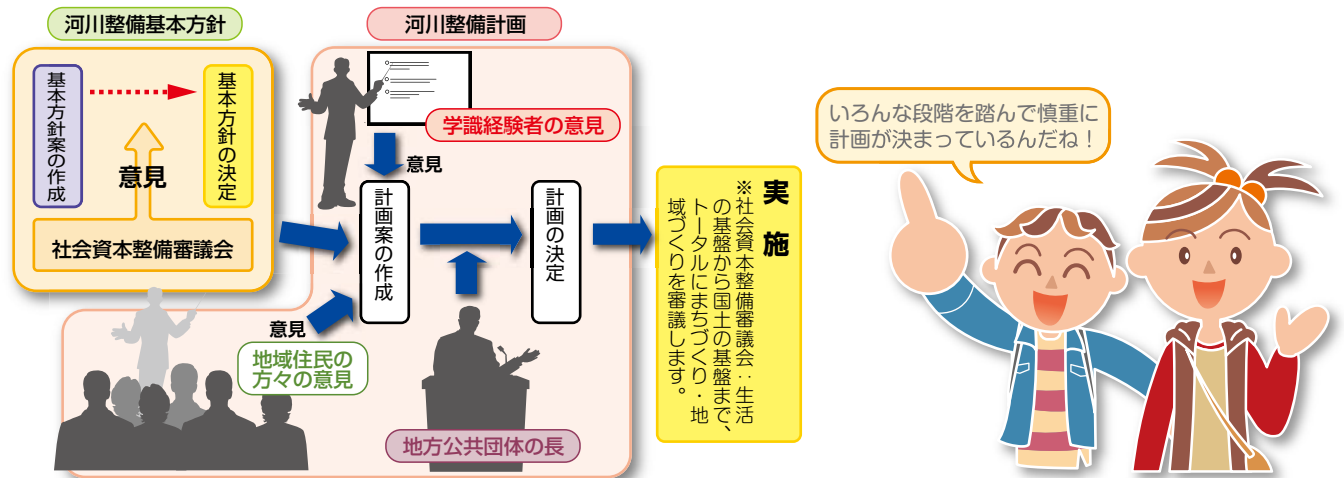 河川整備基本方針
基本方針案の作成
基本方針の決定
意見
社会資本整備審議会
河川整備計画
学識経験者の意見
意見
計画案の作成
計画の決定
意見
地域住民の
方々の意見
地方公共団体の長
実施
※社会資本整備審議会：生活
の基盤から国土の基盤まで、
トータルにまちづくり・地
域づくりを審議します。
いろんな段階を踏んで慎重に
計画が決まっているんだね！